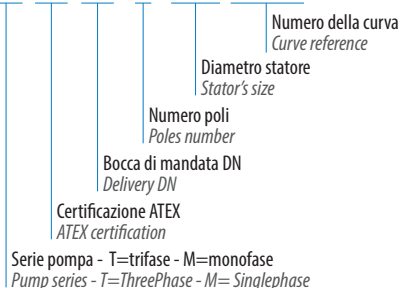 Numero della curva
Curve reference
Diametro statore
Stator's size
Numero poli
Poles number
Bocca di mandata DN
Delivery DN
Certificazione ATEX
ATEX certification
Serie pompa - T=trifase - M=monofase
Pump series - T=ThreePhase - M= Singlephase